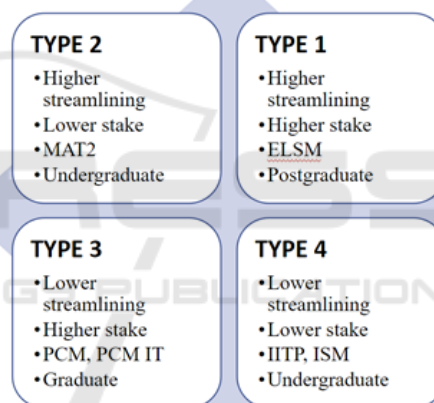 TYPE 2
•Higher
streamlining
•Lower stake
•MAT2
•Undergraduate
TYPE 1
•Higher
streamlining
•Higher stake
•ELSM
•Postgraduate
TYPE 3
•Lower
streamlining
•Higher stake
•PCM, PCM IT
•Graduate
TYPE 4
•Lower
streamlining
•Lower stake
•IITP, ISM
•Undergraduate